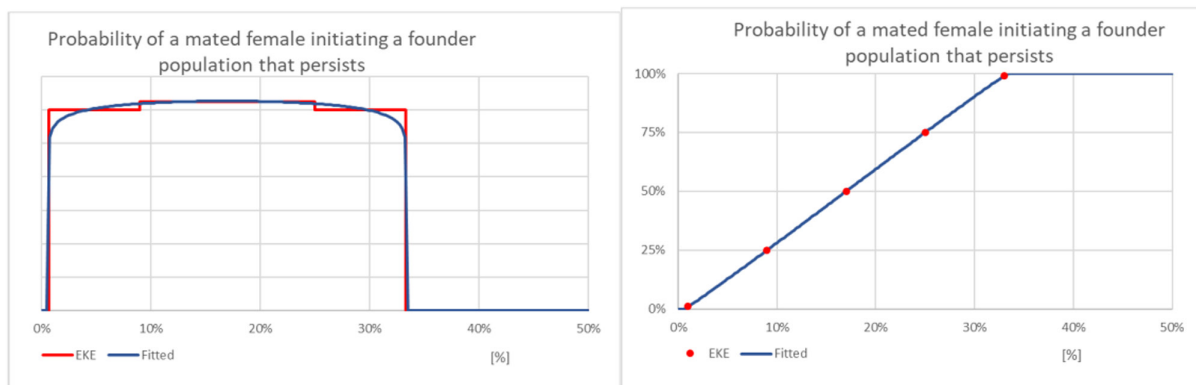 Probability of a mated female initiating a founder
population that persists
0%
10%
20%
30%
40%
50%
EKE
Fitted
[%]
Probability of a mated female initiating a founder
population that persists
100%
75%
50%
25%
0%
0%
10%
20%
30%
40%
50%
EKE
Fitted
[%]